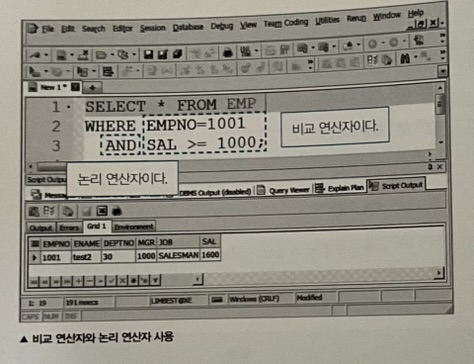 File Edit Search Editor Session Database Debug View Team Coding Utilities Rerun Window Help
New 1 *
1 SELECT * FROM EMP
2 WHERE EMPNO=1001
3 AND SAL >= 1000;
비교 연산자이다.
논리 연산자이다.
Script Output
Messages DBMS Output (disabled) Query Viewer Explain Plan Script Output
Output Errors Grid 1 Environment
EMPNO ENAME DEPTNO MGR JOB SAL
1001 test2 30 1000 SALESMAN 1600
1: 19 191 msecs Windows (CRLF) Modified
CAPS NUM INS
▲ 비교 연산자와 논리 연산자 사용